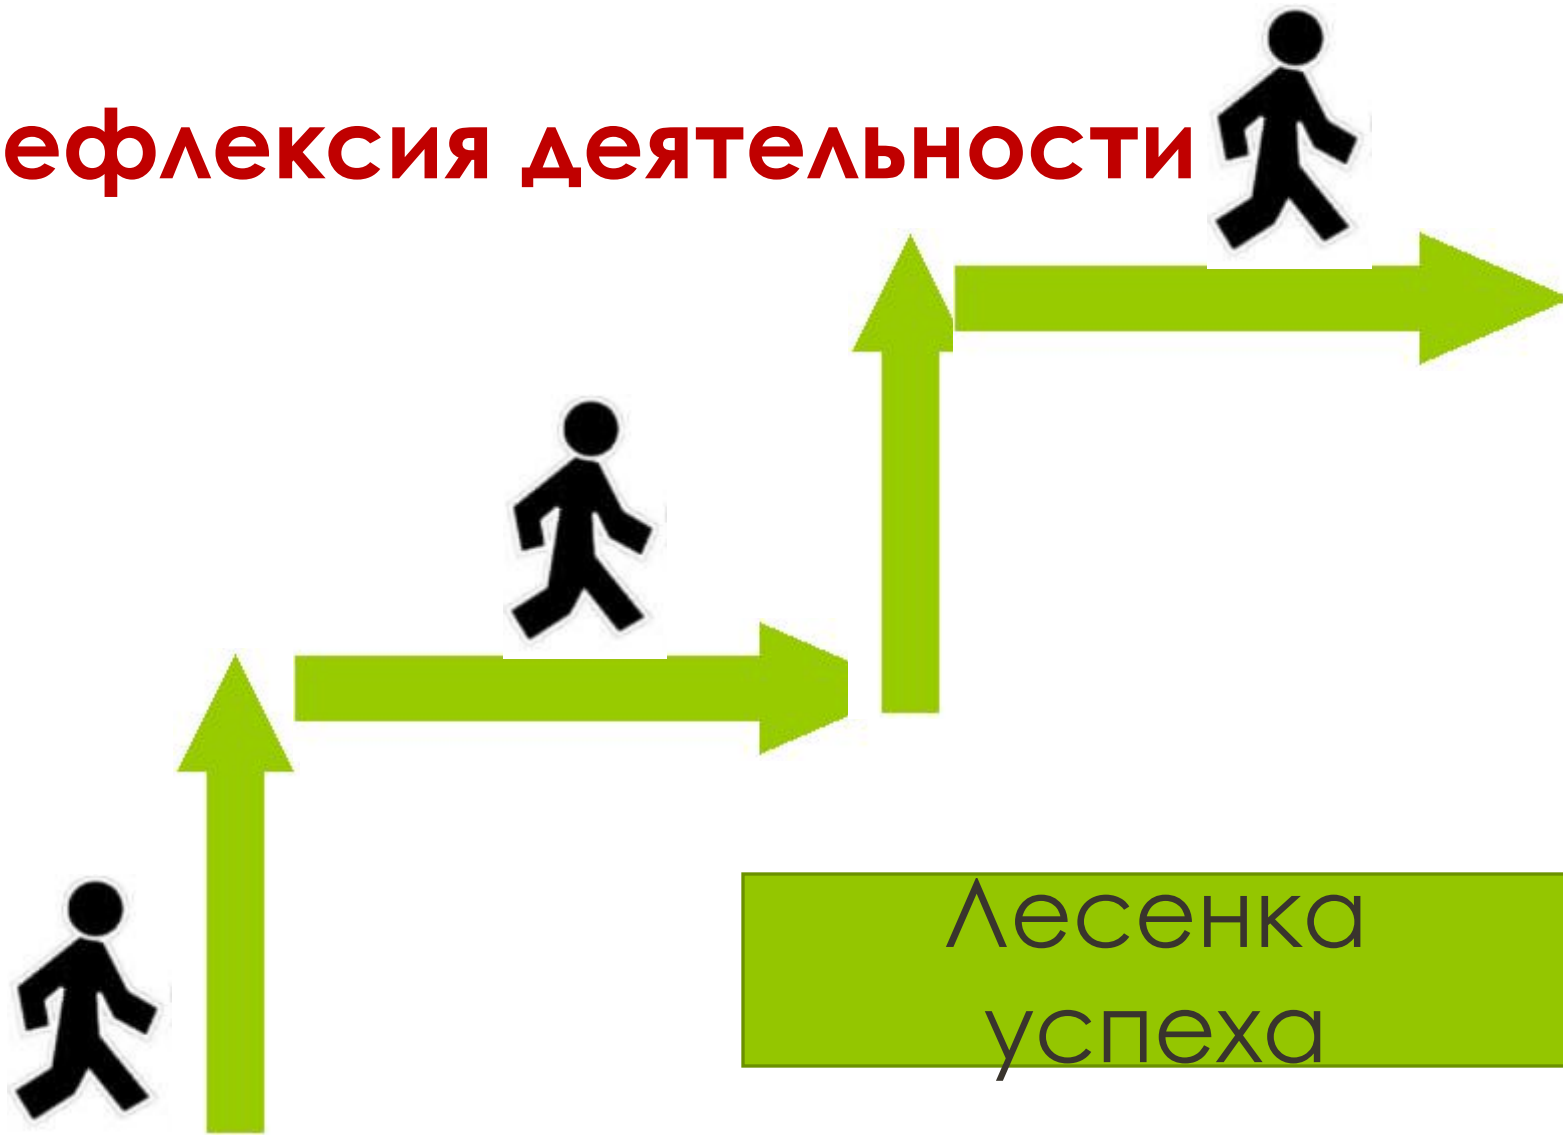 ефлексия деятельности
Лесенка
успеха